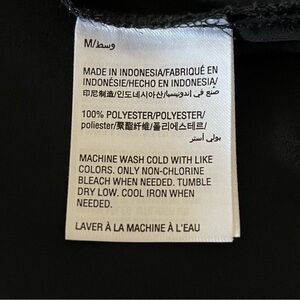 M/وسط
MADE IN INDONESIA/FABRIQUÉ EN
INDONÉSIE/HECHO EN INDONESIA/
印尼制造/인도네시아산/صنع في إندونيسيا
100% POLYESTER/POLYESTER/
poliester/聚酯纤维/폴리에스테르/
بولي أستر
MACHINE WASH COLD WITH LIKE
COLORS. ONLY NON-CHLORINE
BLEACH WHEN NEEDED. TUMBLE
DRY LOW. COOL IRON WHEN
NEEDED.
LAVER À LA MACHINE À L'EAU